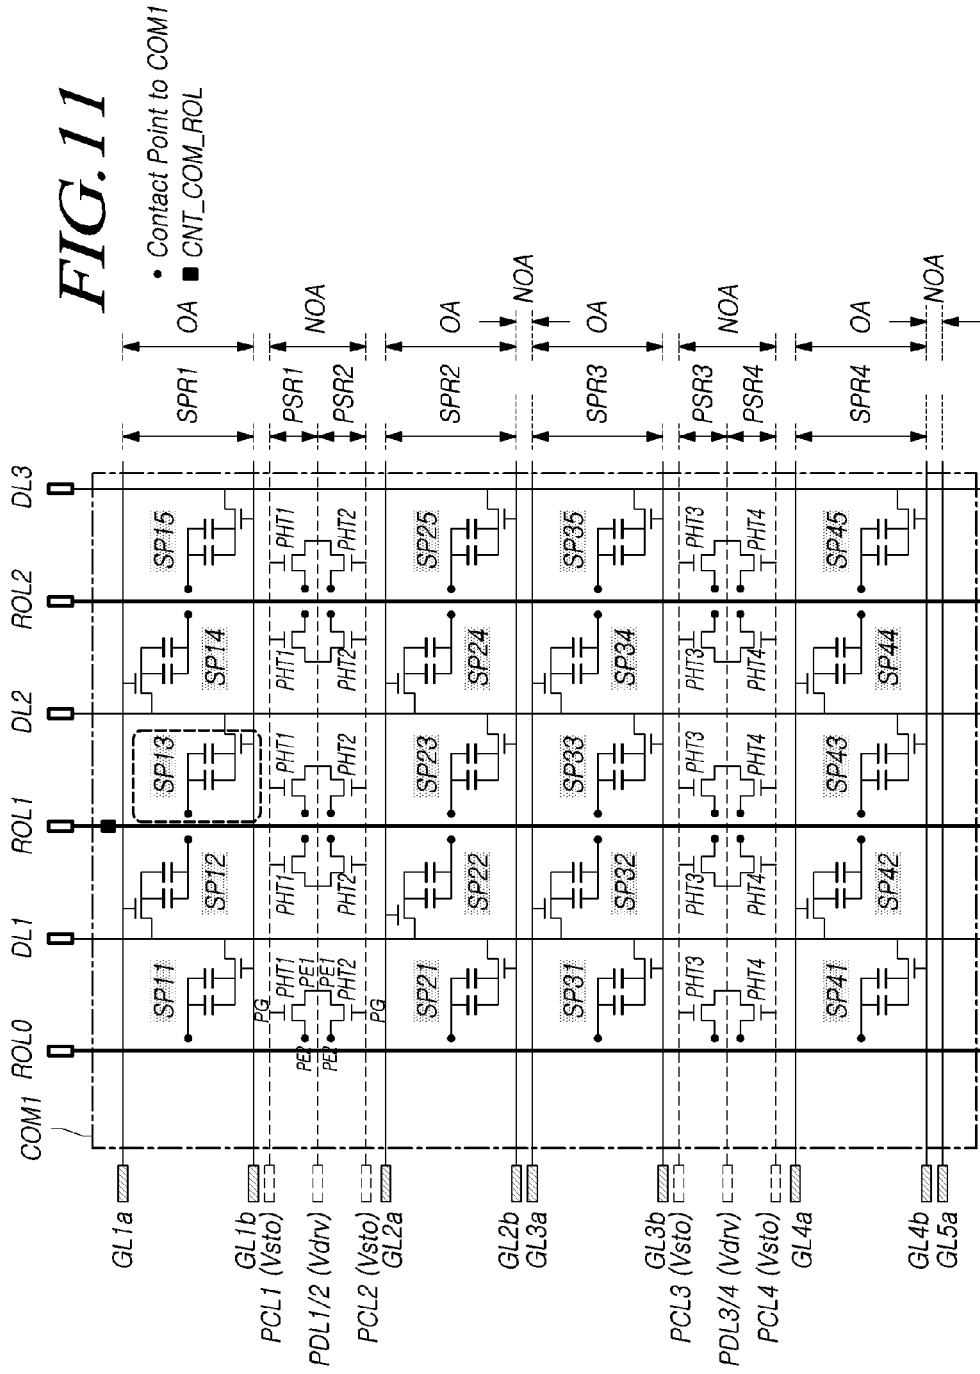 FIG. 11
• Contact Point to COM1
■ CNT_COM_ROL
COM1
ROL0 DL1 ROL1 DL2 ROL2 DL3
GL1a
GL1b
PCL1 (Vsto)
PDL1/2 (Vdrv)
PCL2 (Vsto)
GL2a
GL2b
GL3a
GL3b
PCL3 (Vsto)
PDL3/4 (Vdrv)
PCL4 (Vsto)
GL4a
GL4b
GL5a
SP11 SP12 SP13 SP14 SP15
PG
PHT1 PHT1 PHT1 PHT1 PHT1
PE2 PE1
PE2 PE1
PHT2 PHT2 PHT2 PHT2 PHT2
PG
SP21 SP22 SP23 SP24 SP25
SP31 SP32 SP33 SP34 SP35
PHT3 PHT3 PHT3 PHT3 PHT3
PHT4 PHT4 PHT4 PHT4 PHT4
SP41 SP42 SP43 SP44 SP45
SPR1 OA
PSR1
NOA
PSR2
SPR2 OA
NOA
SPR3 OA
PSR3
NOA
PSR4
SPR4 OA
NOA